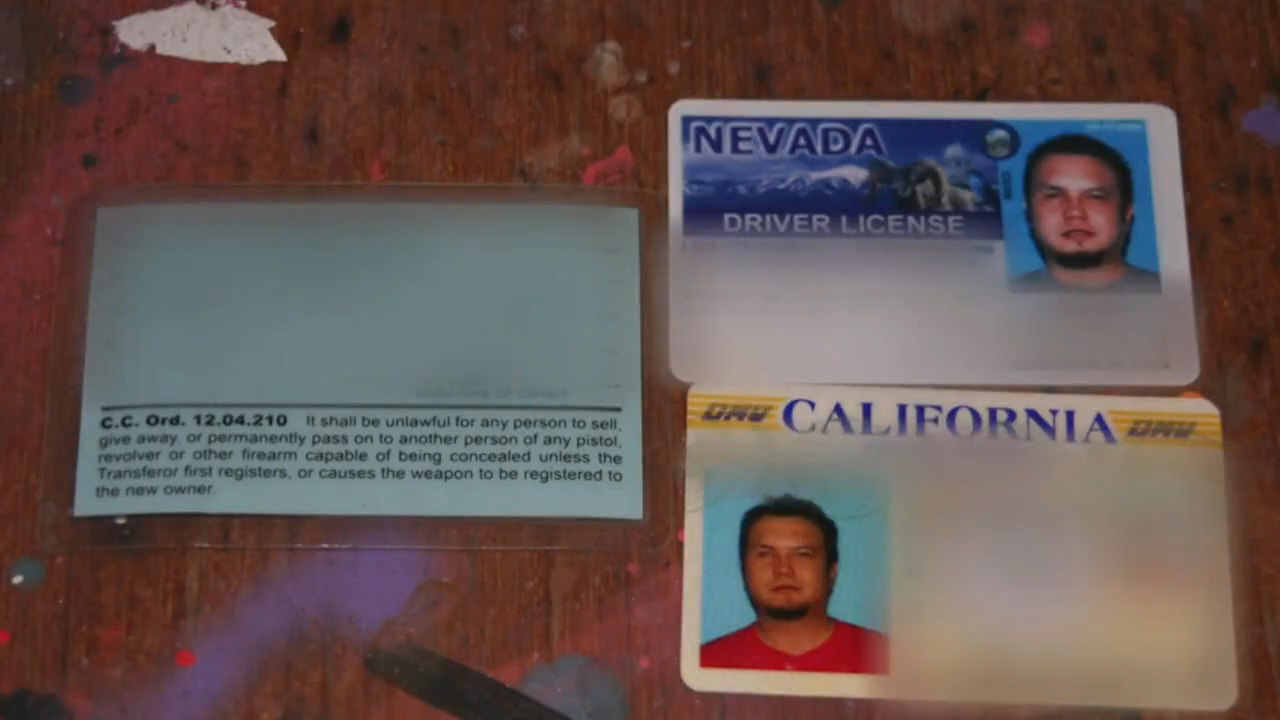 NEVADA
DRIVER LICENSE
C.C. Ord. 12.04.210 It shall be unlawful for any person to sell,
give away, or permanently pass on to another person of any pistol,
revolver or other firearm capable of being concealed unless the
Transferor first registers, or causes the weapon to be registered to
the new owner.
DMV CALIFORNIA DMV